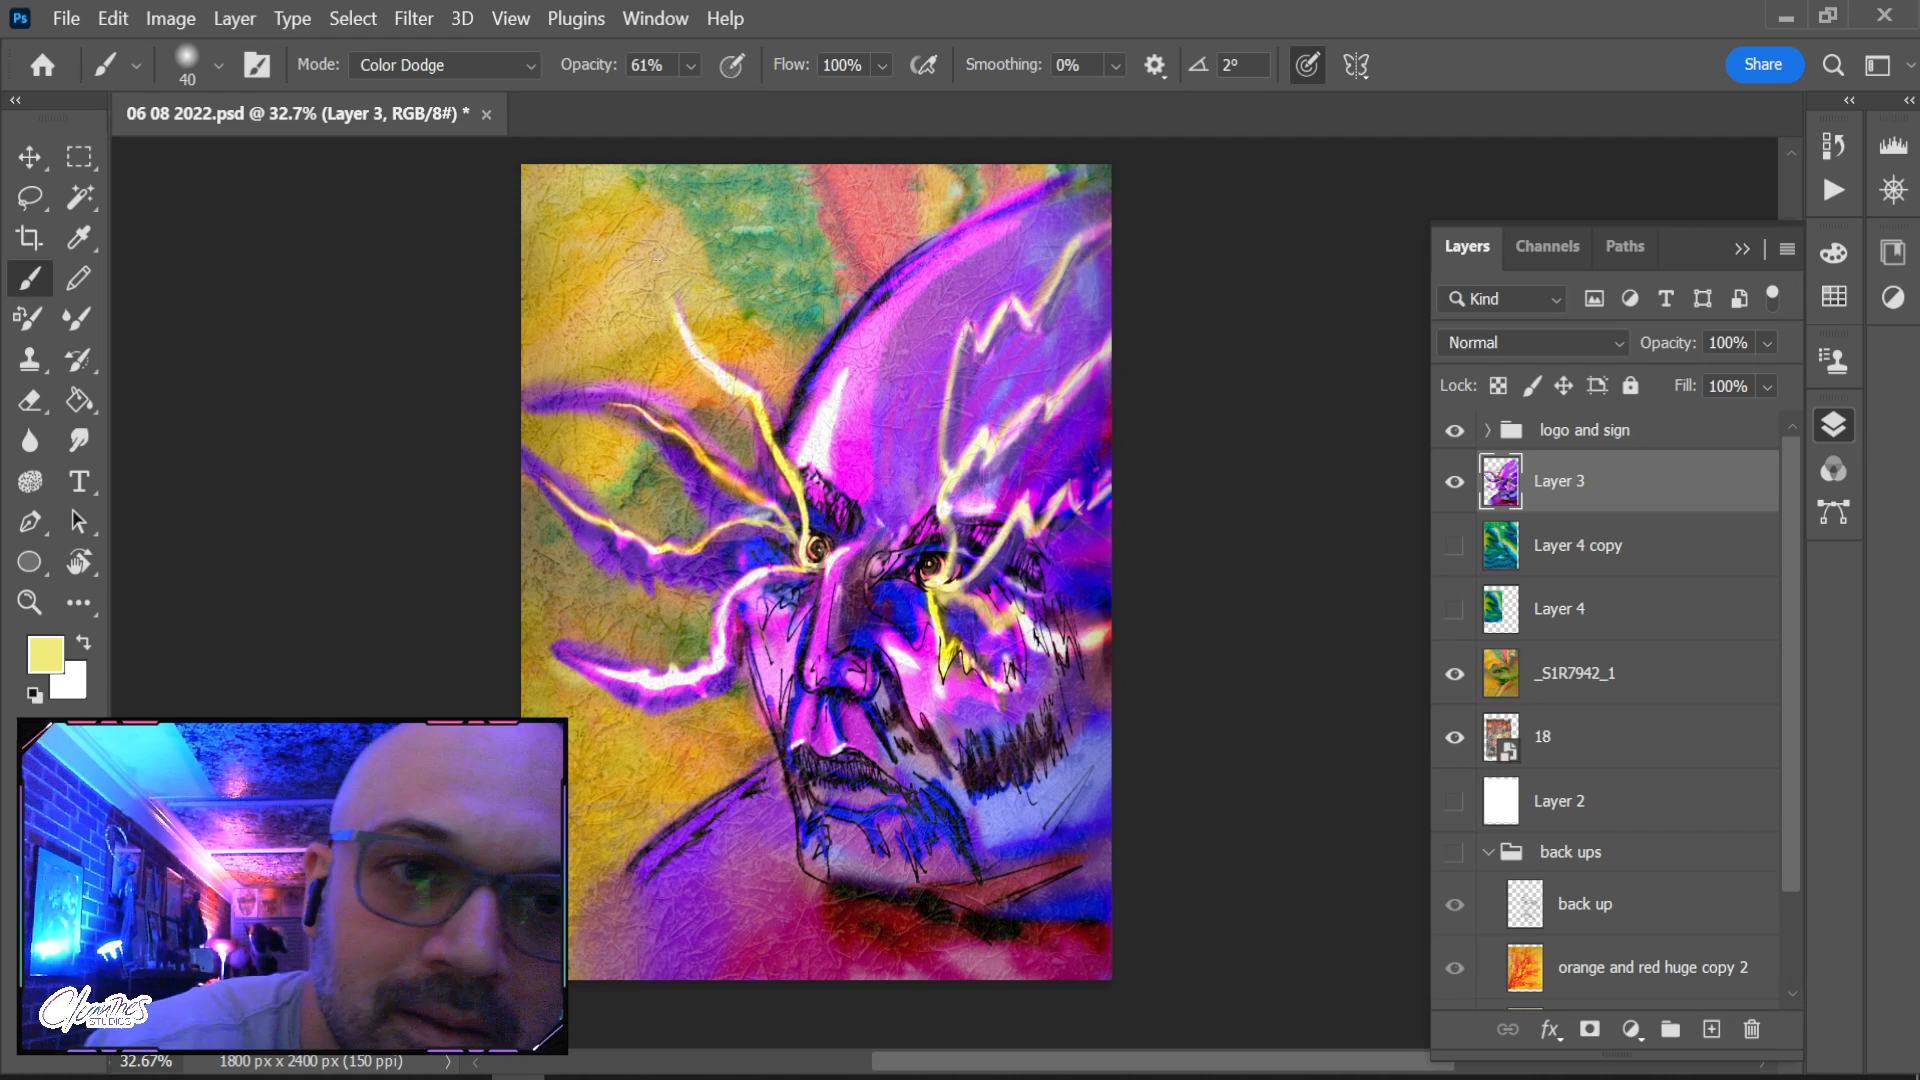 Ps File Edit Image Layer Type Select Filter 3D View Plugins Window Help
40 Mode: Color Dodge Opacity: 61% Flow: 100% Smoothing: 0% 2° Share
06 08 2022.psd @ 32.7% (Layer 3, RGB/8#) *
Layers Channels Paths
Kind
Normal Opacity: 100%
Lock: Fill: 100%
logo and sign
Layer 3
Layer 4 copy
Layer 4
_S1R7942_1
18
Layer 2
back ups
back up
orange and red huge copy 2
fx
Cleanthes
STUDIOS
32.67% 1800 px x 2400 px (150 ppi)